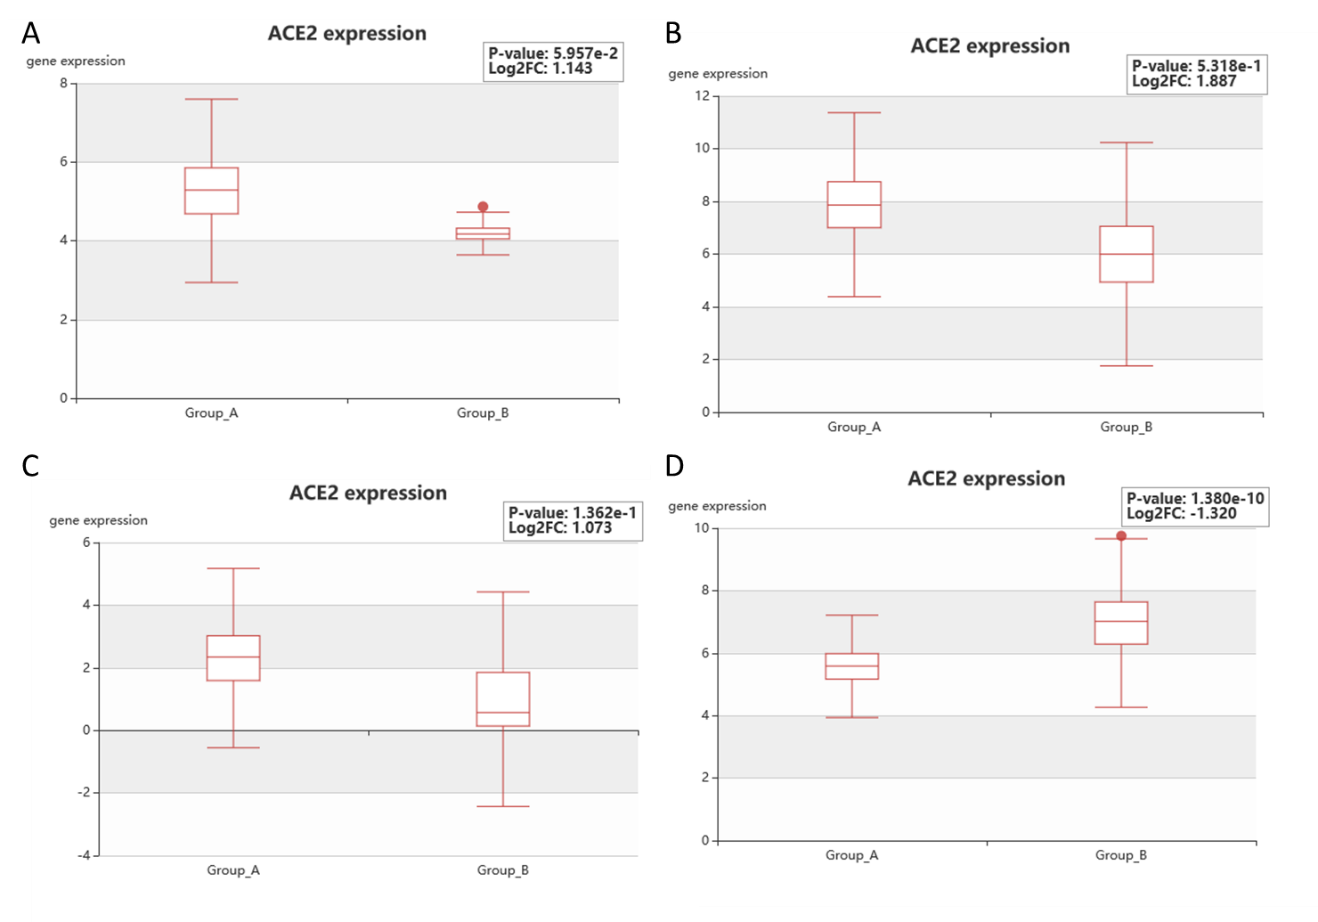 A
ACE2 expression
P-value: 5.957e-2
Log2FC: 1.143
gene expression
8
6
4
2
0
Group_A
Group_B
B
ACE2 expression
P-value: 5.318e-1
Log2FC: 1.887
gene expression
12
10
8
6
4
2
0
Group_A
Group_B
C
ACE2 expression
P-value: 1.362e-1
Log2FC: 1.073
gene expression
6
4
2
0
-2
-4
Group_A
Group_B
D
ACE2 expression
P-value: 1.380e-10
Log2FC: -1.320
gene expression
10
8
6
4
2
0
Group_A
Group_B